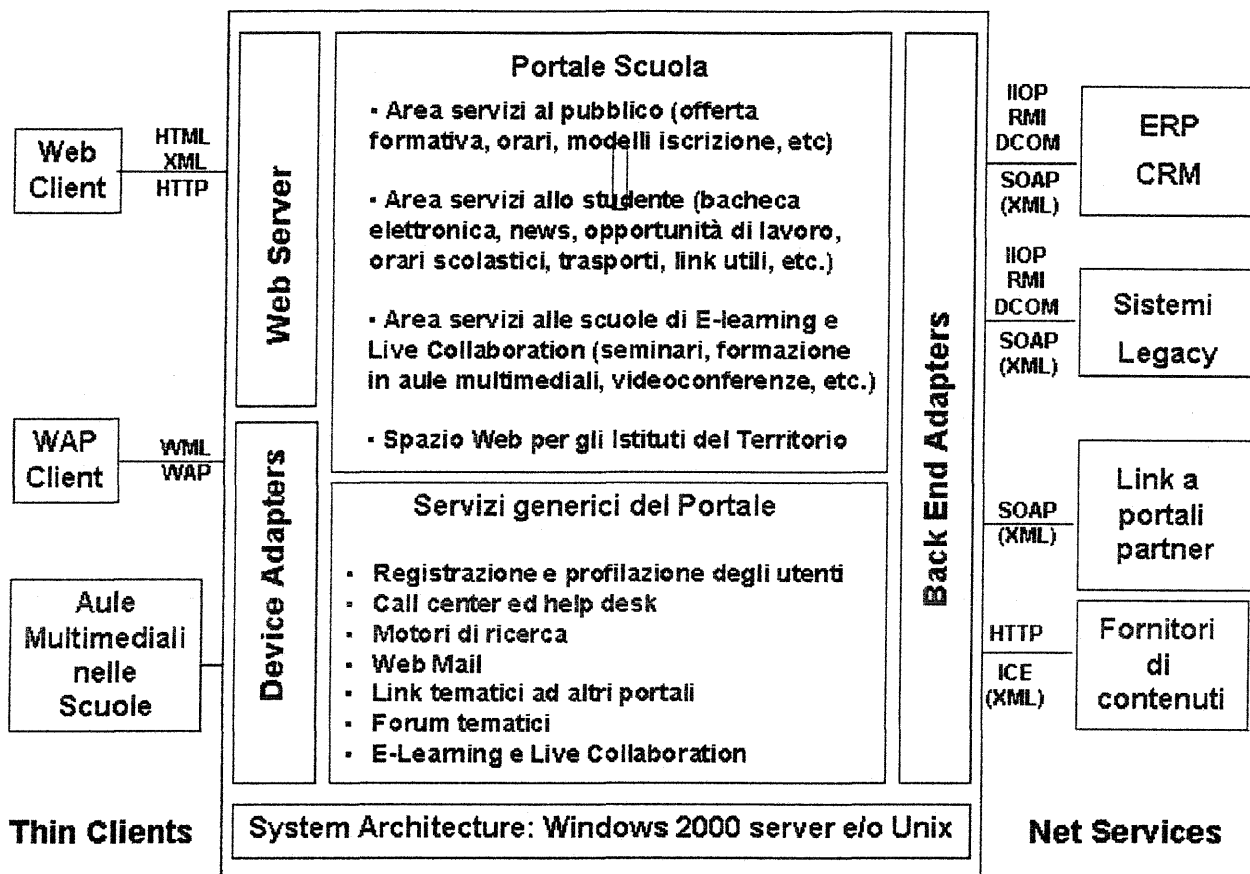 Web
Client
HTML
XML
HTTP
WAP
Client
WML
WAP
Aule
Multimediali
nelle
Scuole
Thin Clients
Web Server
Device Adapters
Portale Scuola
- Area servizi al pubblico (offerta
formativa, orari, modelli iscrizione, etc)
- Area servizi allo studente (bacheca
elettronica, news, opportunità di lavoro,
orari scolastici, trasporti, link utili, etc.)
- Area servizi alle scuole di E-learning e
Live Collaboration (seminari, formazione
in aule multimediali, videoconferenze, etc.)
- Spazio Web per gli Istituti del Territorio
Servizi generici del Portale
- Registrazione e profilazione degli utenti
- Call center ed help desk
- Motori di ricerca
- Web Mail
- Link tematici ad altri portali
- Forum tematici
- E-Learning e Live Collaboration
System Architecture: Windows 2000 server e/o Unix
Back End Adapters
IIOP
RMI
DCOM
SOAP
(XML)
ERP
CRM
IIOP
RMI
DCOM
SOAP
(XML)
Sistemi
Legacy
SOAP
(XML)
Link a
portali
partner
HTTP
ICE
(XML)
Fornitori
di
contenuti
Net Services